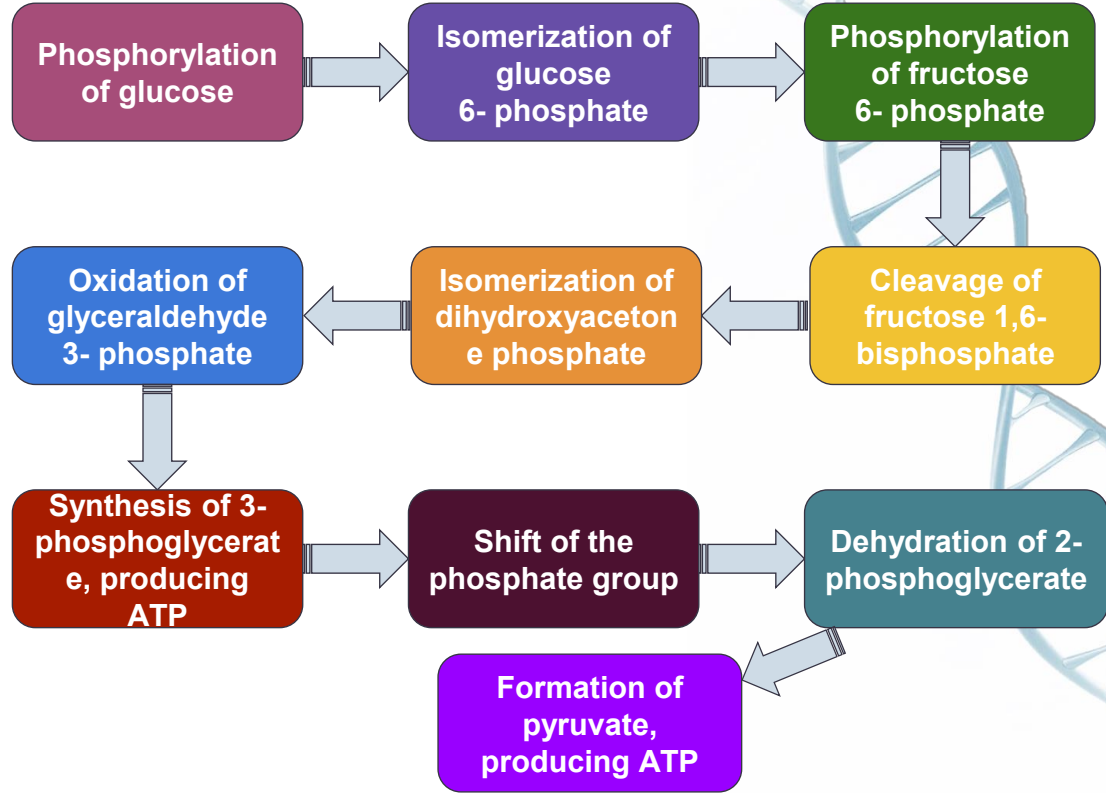 Phosphorylation
of glucose
Isomerization of
glucose
6- phosphate
Phosphorylation
of fructose
6- phosphate
Cleavage of
fructose 1,6-
bisphosphate
Isomerization of
dihydroxyaceton
e phosphate
Oxidation of
glyceraldehyde
3- phosphate
Synthesis of 3-
phosphoglycerat
e, producing
ATP
Shift of the
phosphate group
Dehydration of 2-
phosphoglycerate
Formation of
pyruvate,
producing ATP